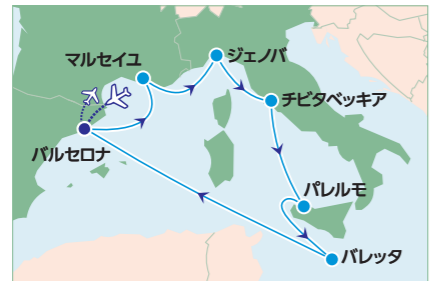 マルセイユ
ジェノバ
チビタベッキア
バルセロナ
パレルモ
バレッタ